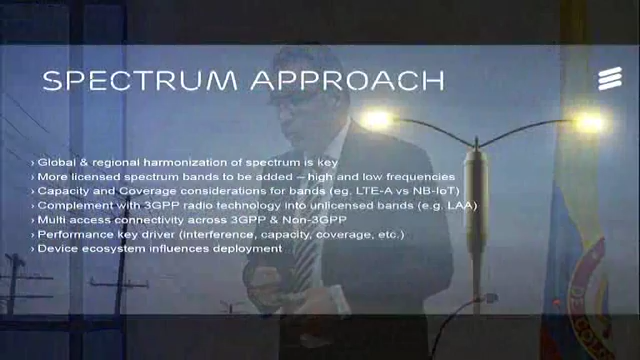 SPECTRUM APPROACH
› Global & regional harmonization of spectrum is key
› More licensed spectrum bands to be added – high and low frequencies
› Capacity and Coverage considerations for bands (eg. LTE-A vs NB-IoT)
› Complement with 3GPP radio technology into unlicensed bands (e.g. LAA)
› Multi access connectivity across 3GPP & Non-3GPP
› Performance key driver (interference, capacity, coverage, etc.)
› Device ecosystem influences deployment